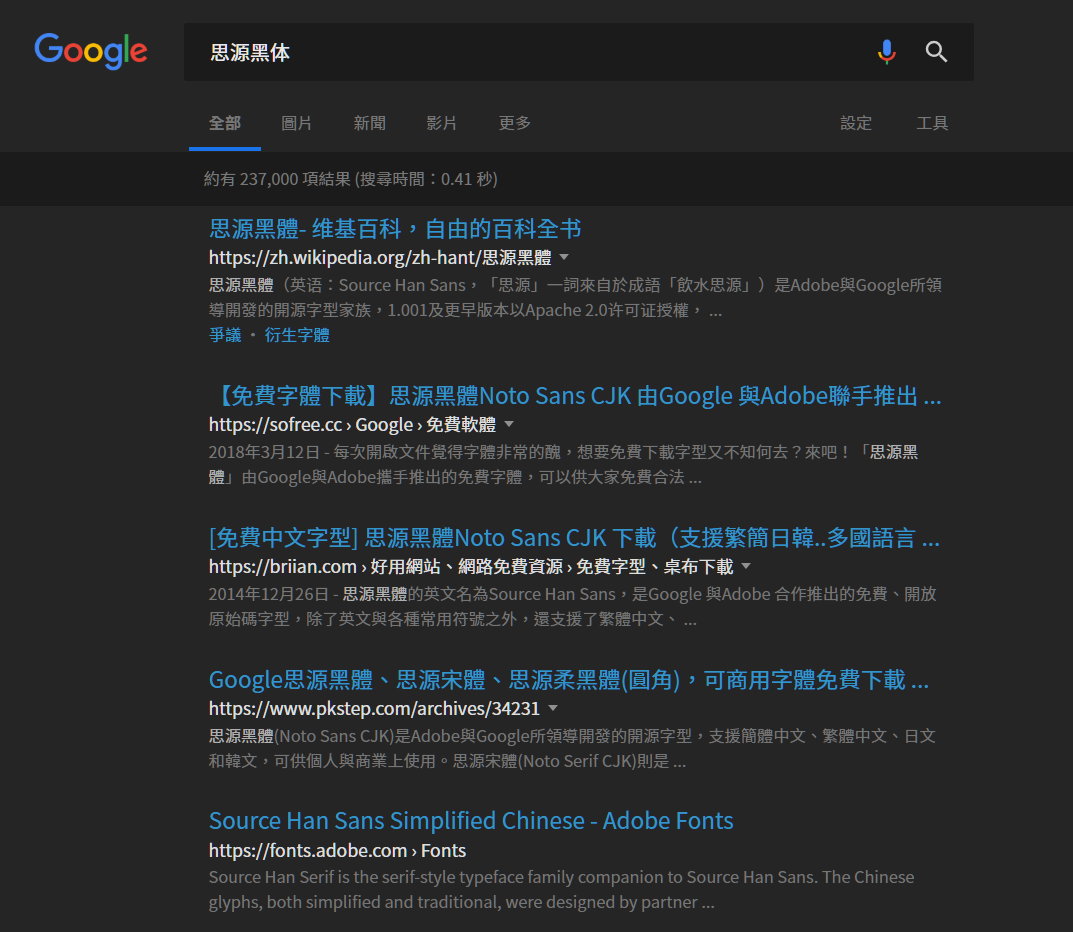 Google
思源黑体
全部 圖片 新聞 影片 更多 設定 工具
約有 237,000 項結果 (搜尋時間：0.41 秒)
思源黑體- 维基百科，自由的百科全书
https://zh.wikipedia.org/zh-hant/思源黑體
思源黑體（英语：Source Han Sans，「思源」一詞來自於成語「飲水思源」）是Adobe與Google所領
導開發的開源字型家族，1.001及更早版本以Apache 2.0许可证授權， ...
爭議 · 衍生字體
【免費字體下載】思源黑體Noto Sans CJK 由Google 與Adobe聯手推出 ...
https://sofree.cc › Google › 免費軟體
2018年3月12日 - 每次開啟文件覺得字體非常的醜，想要免費下載字型又不知何去？來吧！「思源黑
體」由Google與Adobe攜手推出的免費字體，可以供大家免費合法 ...
[免費中文字型] 思源黑體Noto Sans CJK 下載（支援繁簡日韓..多國語言 ...
https://briian.com › 好用網站、網路免費資源 › 免費字型、桌布下載
2014年12月26日 - 思源黑體的英文名為Source Han Sans，是Google 與Adobe 合作推出的免費、開放
原始碼字型，除了英文與各種常用符號之外，還支援了繁體中文、 ...
Google思源黑體、思源宋體、思源柔黑體(圓角)，可商用字體免費下載 ...
https://www.pkstep.com/archives/34231
思源黑體(Noto Sans CJK)是Adobe與Google所領導開發的開源字型，支援簡體中文、繁體中文、日文
和韓文，可供個人與商業上使用。思源宋體(Noto Serif CJK)則是 ...
Source Han Sans Simplified Chinese - Adobe Fonts
https://fonts.adobe.com › Fonts
Source Han Serif is the serif-style typeface family companion to Source Han Sans. The Chinese
glyphs, both simplified and traditional, were designed by partner ...